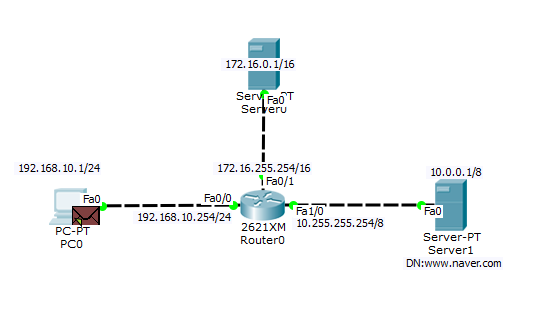 172.16.0.1/16
Fa0
Server0
172.16.255.254/16
Fa0/1
192.168.10.1/24
Fa0
PC-PT
PC0
Fa0/0
192.168.10.254/24
2621XM
Router0
Fa1/0
10.255.255.254/8
10.0.0.1/8
Fa0
Server-PT
Server1
DN:www.naver.com